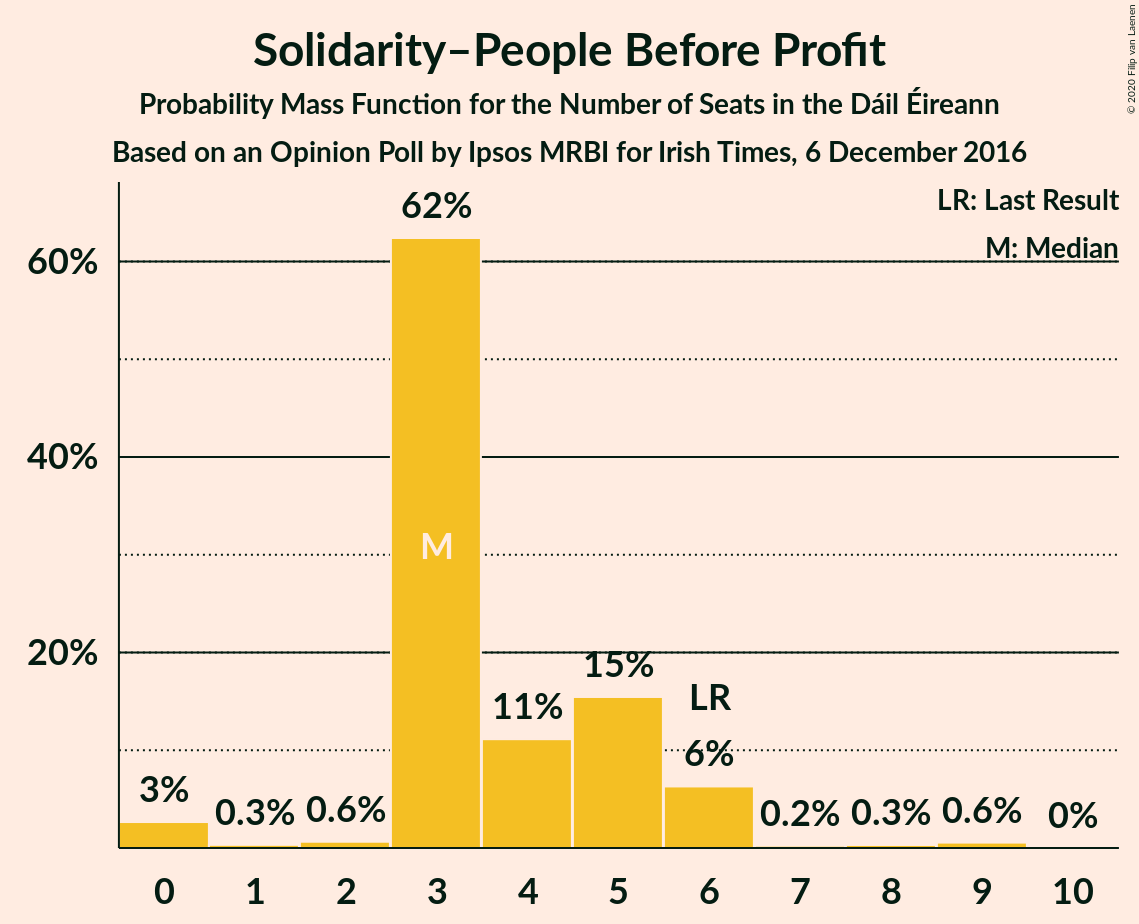 Solidarity–People Before Profit
Probability Mass Function for the Number of Seats in the Dáil Éireann
Based on an Opinion Poll by Ipsos MRBI for Irish Times, 6 December 2016
© 2020 Filip van Laenen
LR: Last Result
M: Median
60%
40%
20%
3%
0.3%
0.6%
62%
M
11%
15%
LR
6%
0.2%
0.3%
0.6%
0%
0 1 2 3 4 5 6 7 8 9 10